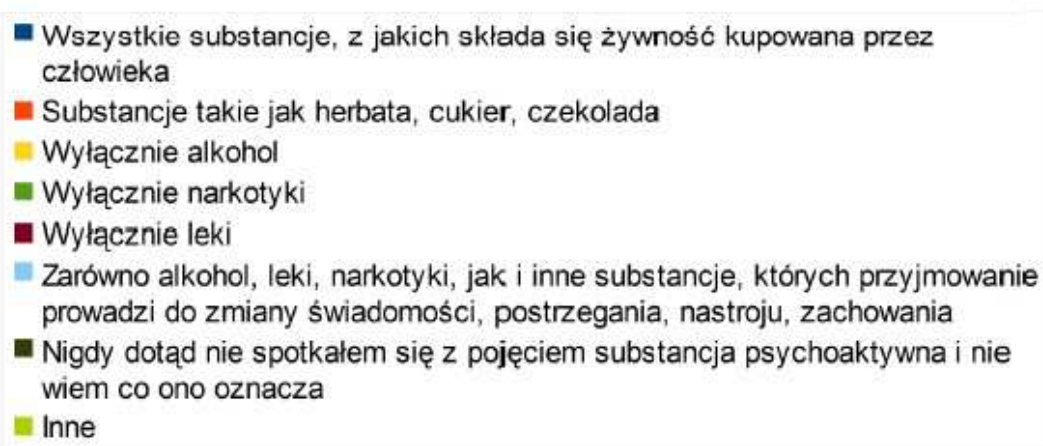 Wszystkie substancje, z jakich składa się żywność kupowana przez
człowieka
Substancje takie jak herbata, cukier, czekolada
Wyłącznie alkohol
Wyłącznie narkotyki
Wyłącznie leki
Zarówno alkohol, leki, narkotyki, jak i inne substancje, których przyjmowanie
prowadzi do zmiany świadomości, postrzegania, nastroju, zachowania
Nigdy dotąd nie spotkałem się z pojęciem substancja psychoaktywna i nie
wiem co ono oznacza
Inne